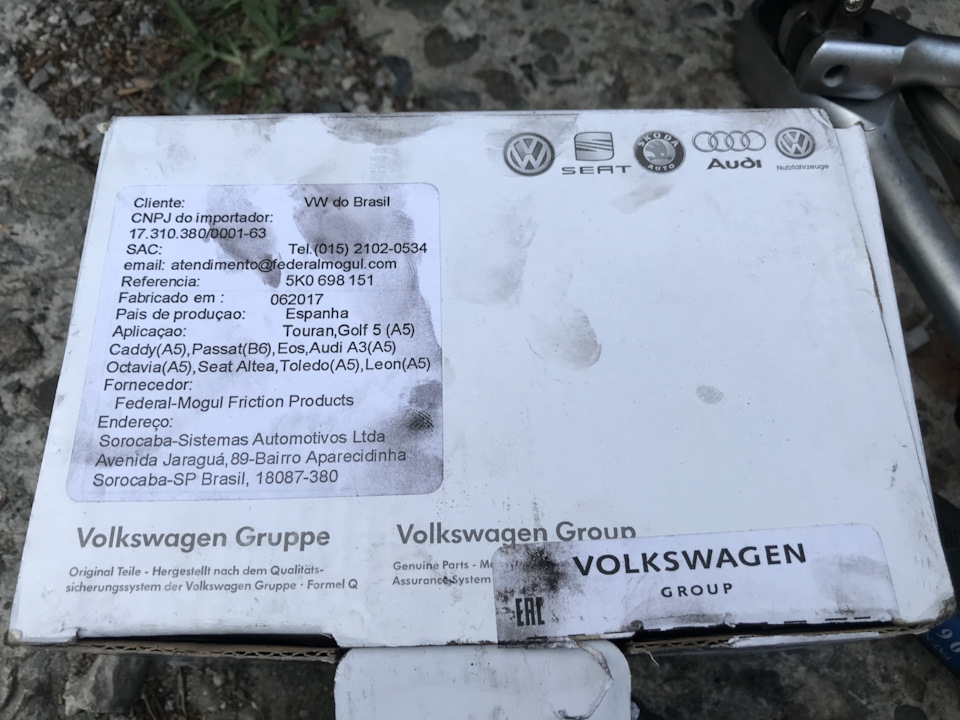 SEAT
ŠKODA
AUTO
Audi
Nutzfahrzeuge
Cliente: VW do Brasil
CNPJ do importador:
17.310.380/0001-63
SAC: Tel.(015) 2102-0534
email: atendimento@federalmogul.com
Referencia: 5K0 698 151
Fabricado em : 062017
Pais de produçao: Espanha
Aplicaçao: Touran,Golf 5 (A5)
Caddy(A5),Passat(B6),Eos,Audi A3(A5)
Octavia(A5),Seat Altea,Toledo(A5),Leon(A5)
Fornecedor:
Federal-Mogul Friction Products
Endereço:
Sorocaba-Sistemas Automotivos Ltda
Avenida Jaraguá,89-Bairro Aparecidinha
Sorocaba-SP Brasil, 18087-380
Volkswagen Gruppe
Original Teile - Hergestellt nach dem Qualitäts-
sicherungssystem der Volkswagen Gruppe · Formel Q
Volkswagen Group
Genuine Parts -
Assurance System
VOLKSWAGEN
GROUP
EAC